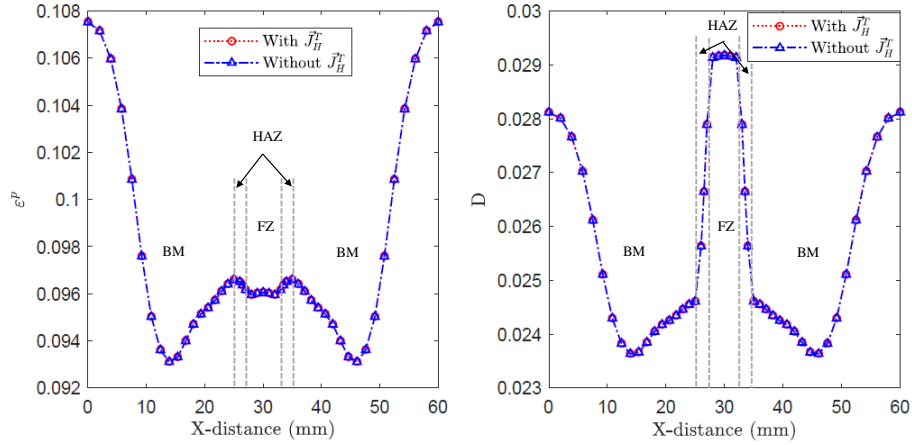 0.108
0.106
0.104
0.102
0.1
0.098
0.096
0.094
0.092
0 10 20 30 40 50 60
X-distance (mm)
ε^p
With J⃗_H^T
Without J⃗_H^T
HAZ
FZ
BM
BM
0.03
0.029
0.028
0.027
0.026
0.025
0.024
0.023
0 10 20 30 40 50 60
X-distance (mm)
D
HAZ
With J⃗_H^T
Without J⃗_H^T
BM
FZ
BM